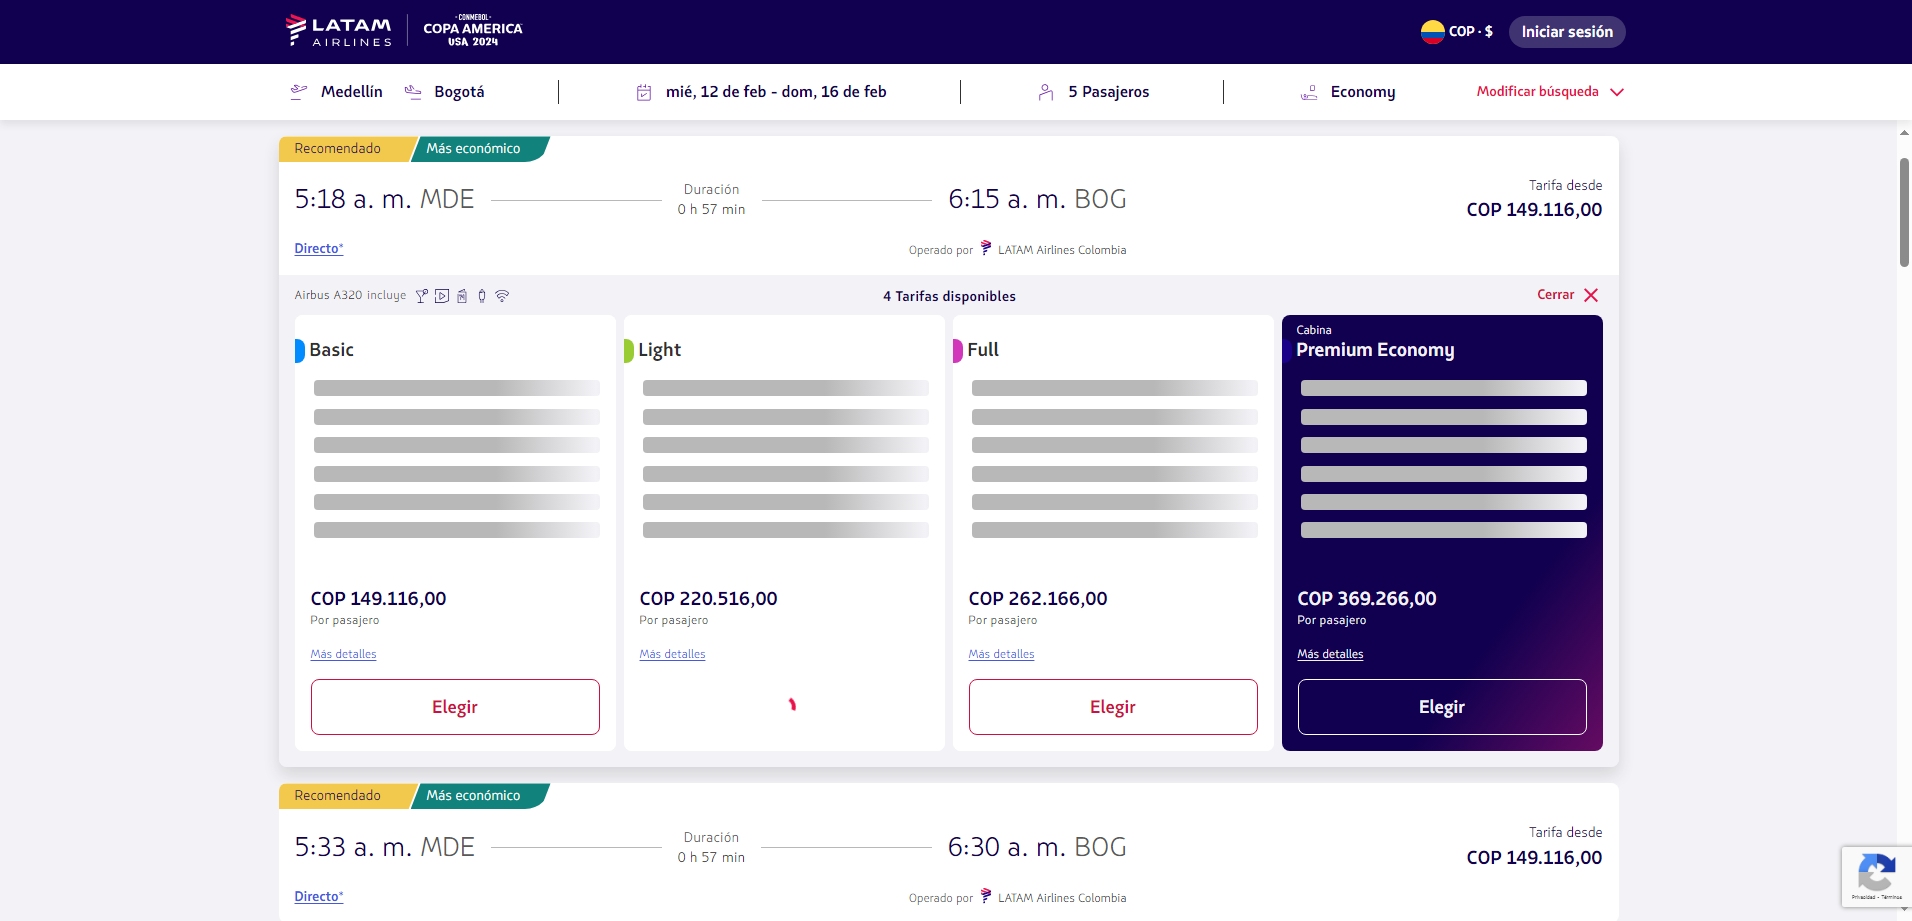 LATAM AIRLINES
CONMEBOL
COPA AMERICA
USA 2024
COP · $
Iniciar sesión
Medellín
Bogotá
mié, 12 de feb - dom, 16 de feb
5 Pasajeros
Economy
Modificar búsqueda
Recomendado
Más económico
5:18 a. m. MDE
Duración
0 h 57 min
6:15 a. m. BOG
Tarifa desde
COP 149.116,00
Directo*
Operado por LATAM Airlines Colombia
Airbus A320 incluye
4 Tarifas disponibles
Cerrar
Basic
COP 149.116,00
Por pasajero
Más detalles
Elegir
Light
COP 220.516,00
Por pasajero
Más detalles
Full
COP 262.166,00
Por pasajero
Más detalles
Elegir
Cabina
Premium Economy
COP 369.266,00
Por pasajero
Más detalles
Elegir
Recomendado
Más económico
5:33 a. m. MDE
Duración
0 h 57 min
6:30 a. m. BOG
Tarifa desde
COP 149.116,00
Directo*
Operado por LATAM Airlines Colombia
Privacidad - Términos